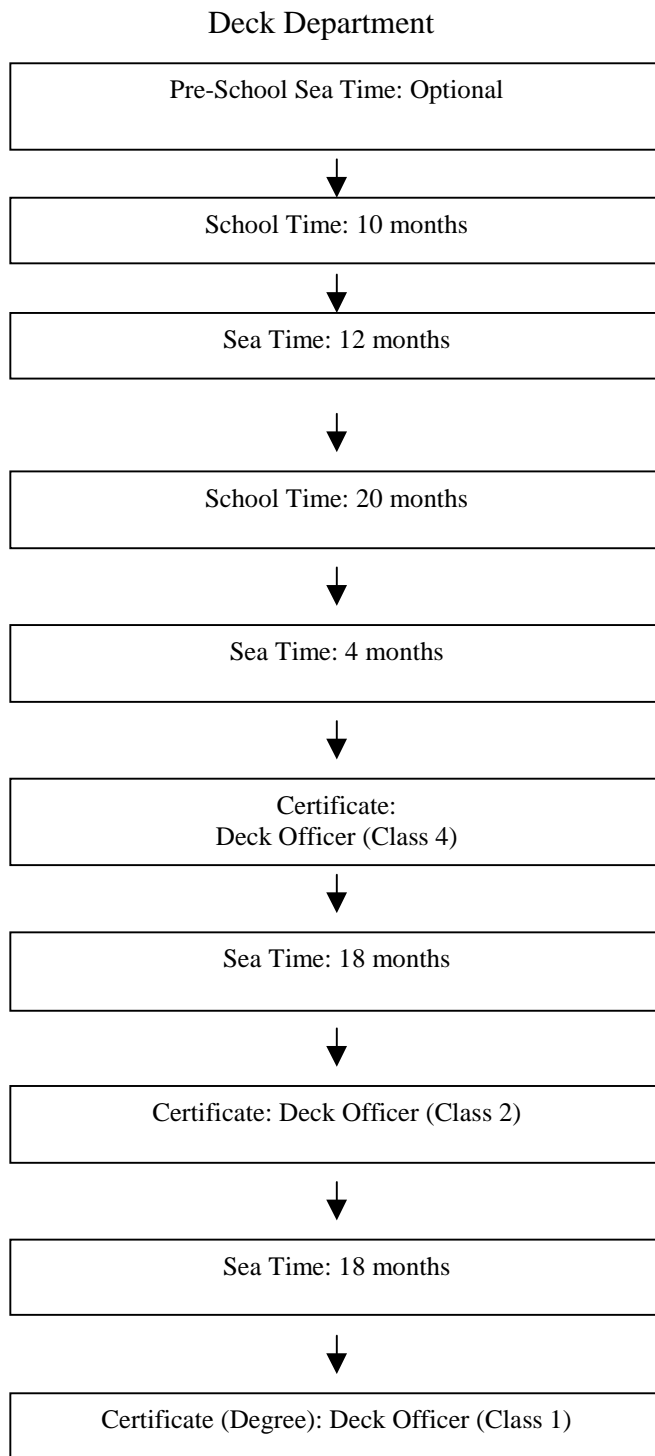 Deck Department
Pre-School Sea Time: Optional
School Time: 10 months
Sea Time: 12 months
School Time: 20 months
Sea Time: 4 months
Certificate:
Deck Officer (Class 4)
Sea Time: 18 months
Certificate: Deck Officer (Class 2)
Sea Time: 18 months
Certificate (Degree): Deck Officer (Class 1)